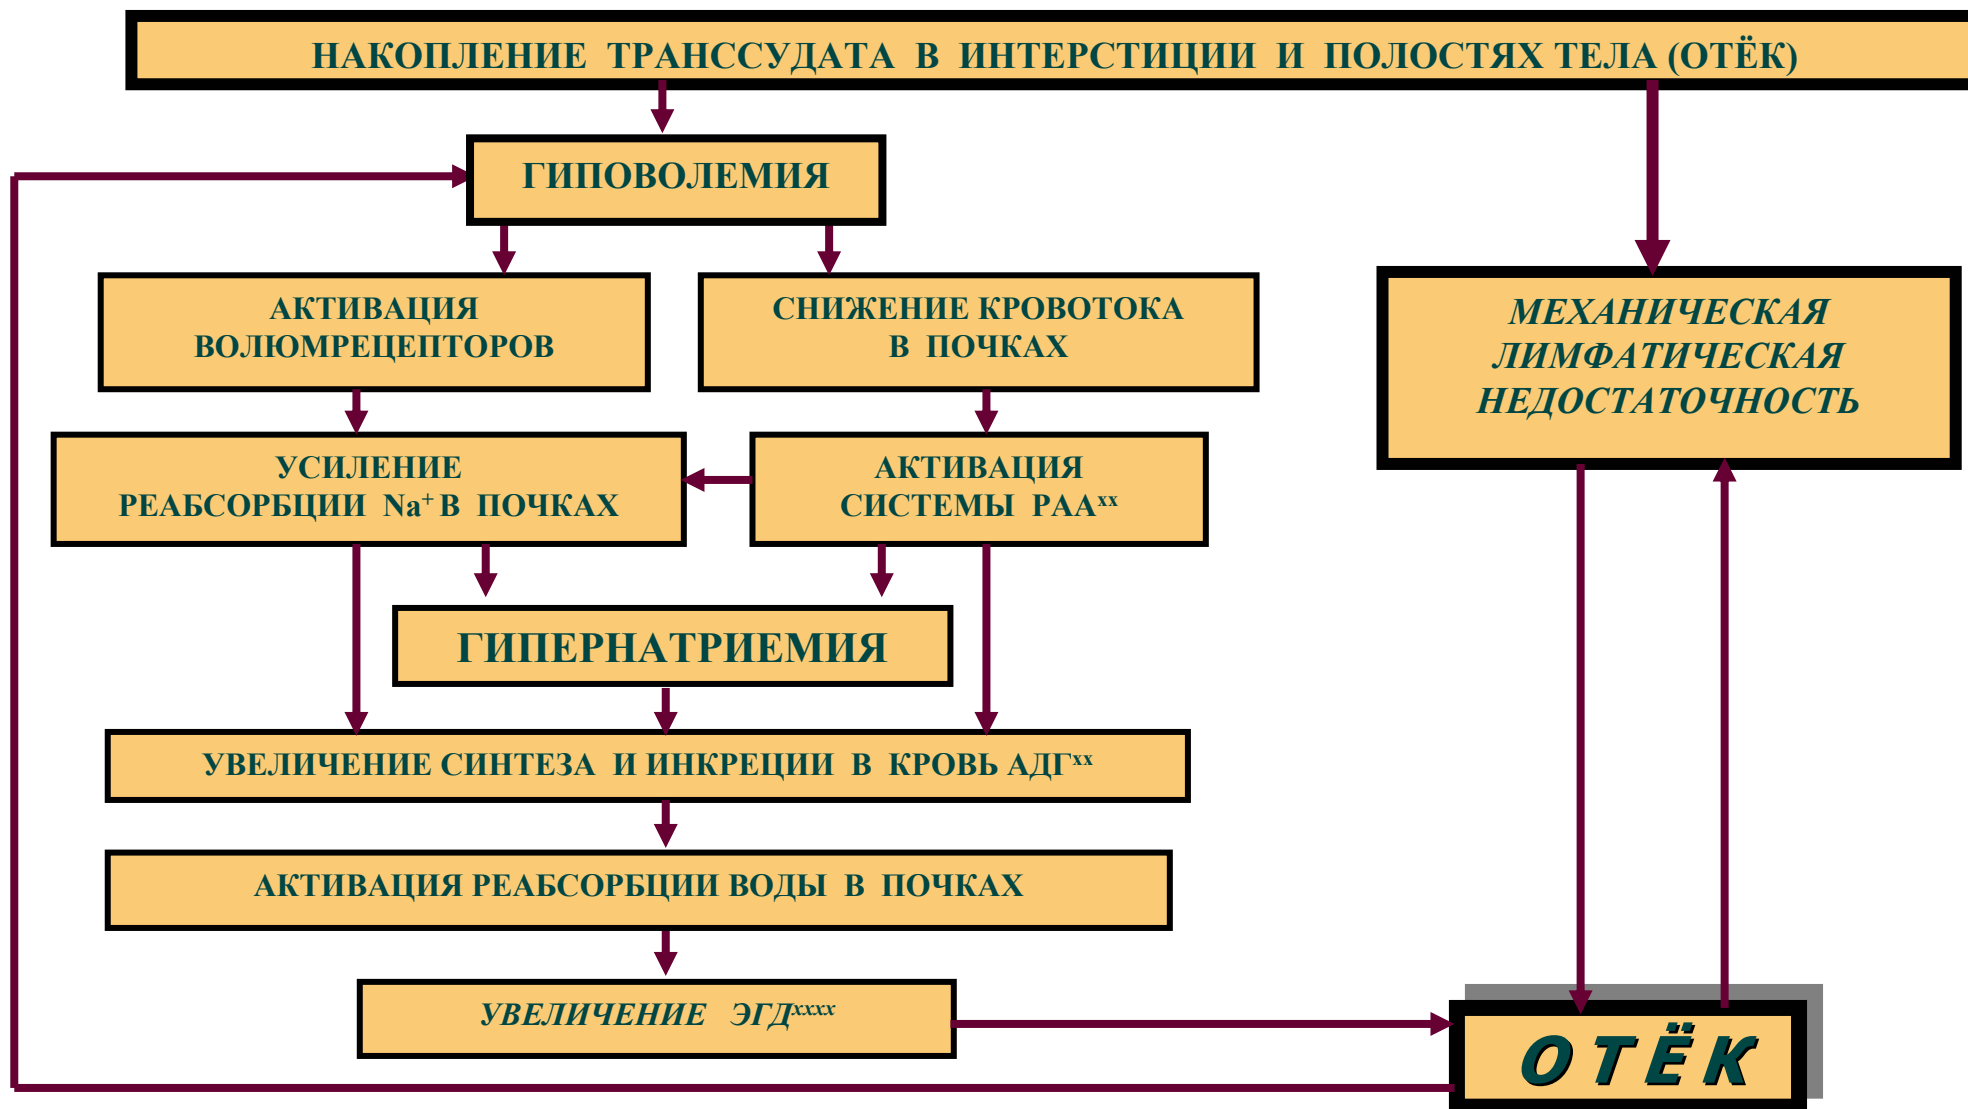 НАКОПЛЕНИЕ ТРАНССУДАТА В ИНТЕРСТИЦИИ И ПОЛОСТЯХ ТЕЛА (ОТЁК)
ГИПОВОЛЕМИЯ
АКТИВАЦИЯ
ВОЛЮМРЕЦЕПТОРОВ
СНИЖЕНИЕ КРОВОТОКА
В ПОЧКАХ
МЕХАНИЧЕСКАЯ
ЛИМФАТИЧЕСКАЯ
НЕДОСТАТОЧНОСТЬ
УСИЛЕНИЕ
РЕАБСОРБЦИИ Na⁺ В ПОЧКАХ
АКТИВАЦИЯ
СИСТЕМЫ РААˣˣ
ГИПЕРНАТРИЕМИЯ
УВЕЛИЧЕНИЕ СИНТЕЗА И ИНКРЕЦИИ В КРОВЬ АДГˣˣ
АКТИВАЦИЯ РЕАБСОРБЦИИ ВОДЫ В ПОЧКАХ
УВЕЛИЧЕНИЕ ЭГДˣˣˣˣ
ОТЁК